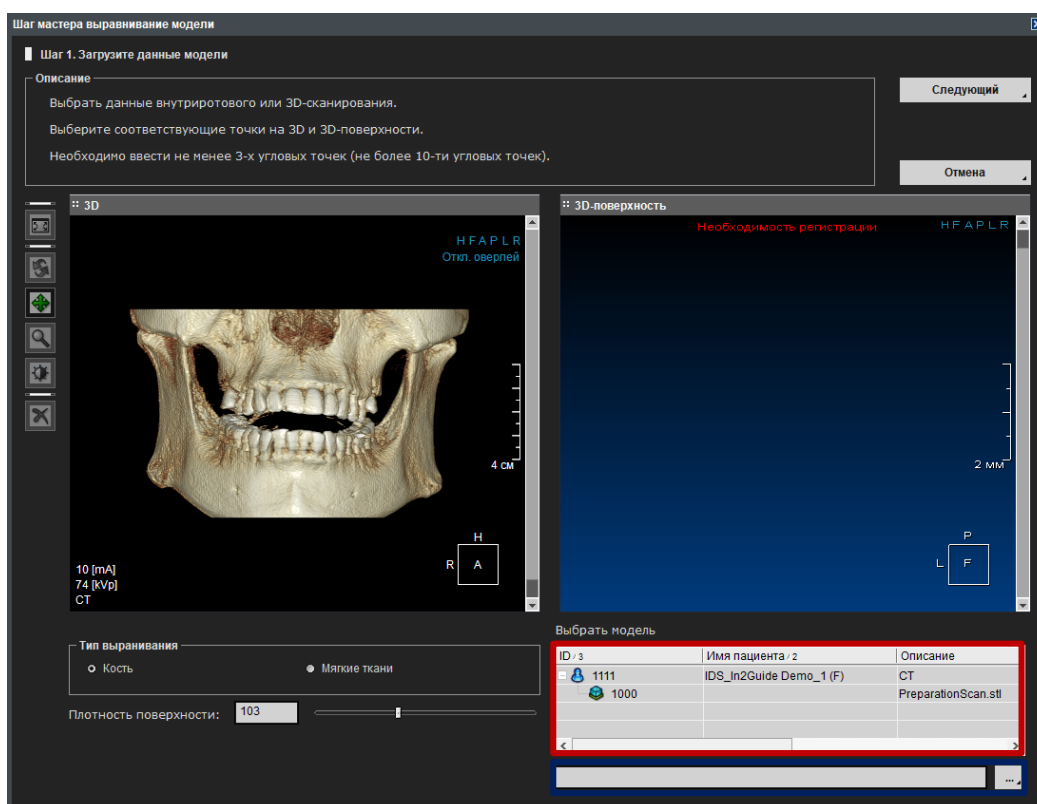 Шаг мастера выравнивание модели
Шаг 1. Загрузите данные модели
Описание
Выбрать данные внутриротового или 3D-сканирования.
Выберите соответствующие точки на 3D и 3D-поверхности.
Необходимо ввести не менее 3-х угловых точек (не более 10-ти угловых точек).
Следующий
Отмена
3D
H F A P L R
Откл. оверлей
4 см
H
R A
10 [mA]
74 [kVp]
CT
3D-поверхность
Необходимость регистрации
H F A P L R
2 мм
P
L F
Тип выранивания
Кость
Мягкие ткани
Плотность поверхности: 103
Выбрать модель
ID / 3 Имя пациента / 2 Описание
1111 IDS_In2Guide Demo_1 (F) CT
1000 PreparationScan.stl
...